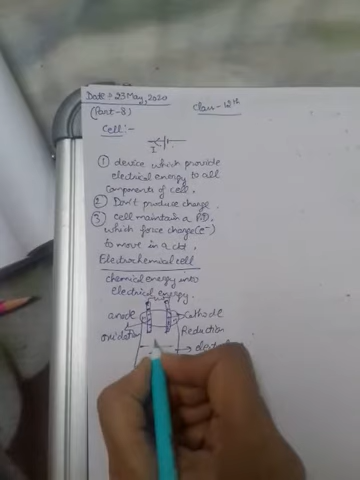 Date = 23 May, 2020
(Part-8)
Class-12th
Cell:-
I
① device which provide
electrical energy to all
components of cell.
② Don't produce charge.
③ cell maintain a P.D.
which force charge(e⁻)
to move in a ckt
Electrochemical cell
chemical energy into
Electrical energy.
anode
cathode
oxidation
Reduction